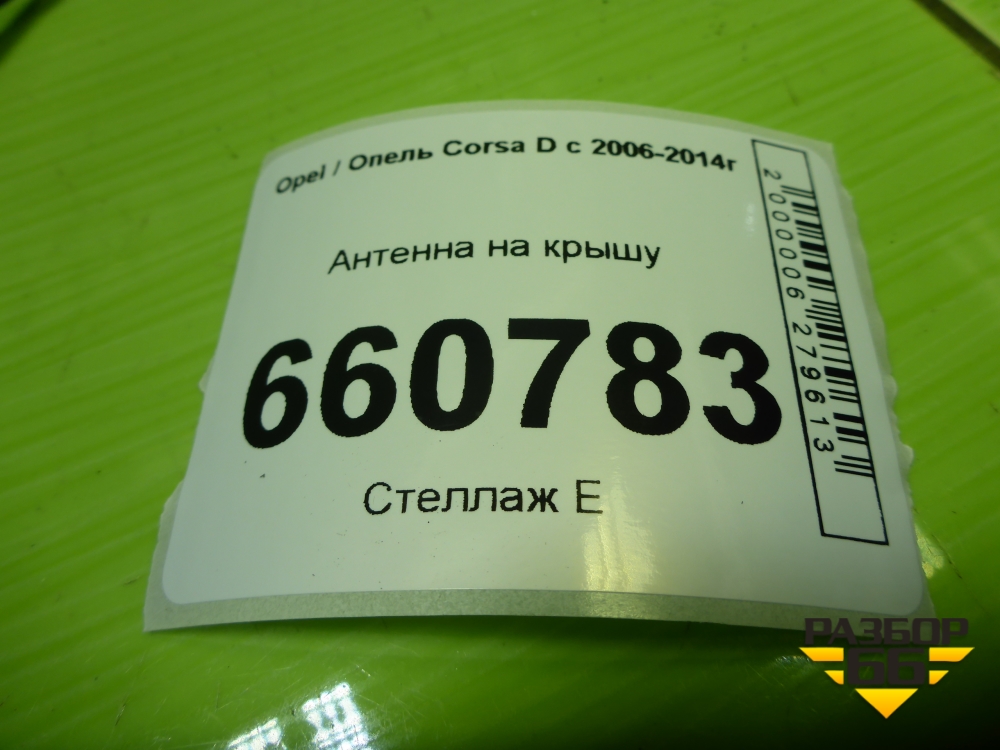 Opel / Опель Corsa D с 2006-2014г
Антенна на крышу
660783
Стеллаж Е
2000006279613
РАЗБОР
66